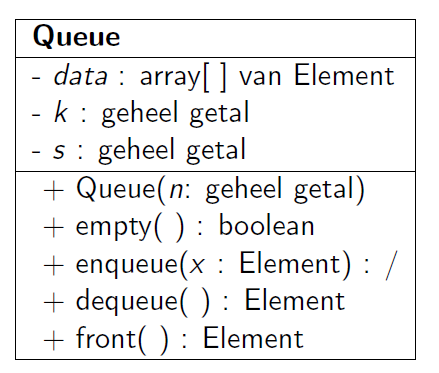 Queue
- data : array[ ] van Element
- k : geheel getal
- s : geheel getal
+ Queue(n: geheel getal)
+ empty( ) : boolean
+ enqueue(x : Element) : /
+ dequeue( ) : Element
+ front( ) : Element